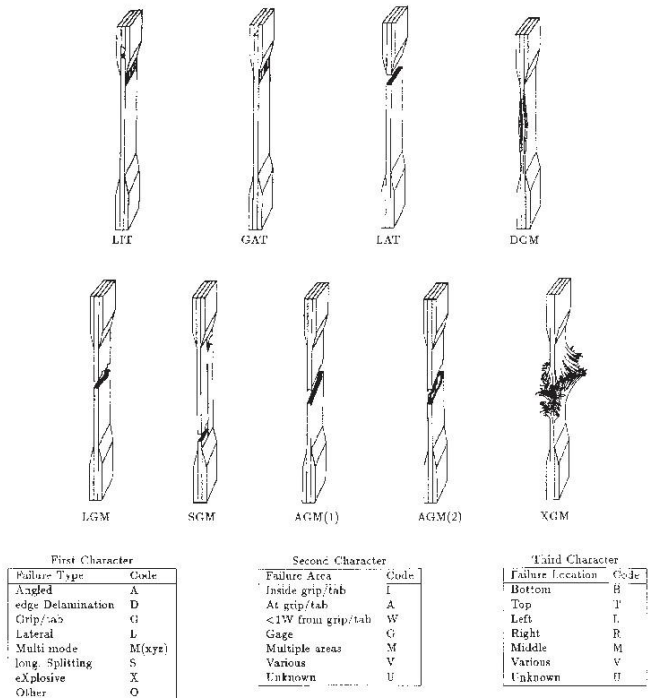 LIT GAT LAT DGM
LGM SGM AGM(1) AGM(2) XGM
First Character
Failure Type Code
Angled A
edge Delamination D
Grip/tab G
Lateral L
Multi mode M(xyz)
long. Splitting S
eXplosive X
Other O
Second Character
Failure Area Code
Inside grip/tab I
At grip/tab A
<1W from grip/tab W
Gage G
Multiple areas M
Various V
Unknown U
Third Character
Failure Location Code
Bottom B
Top T
Left L
Right R
Middle M
Various V
Unknown U